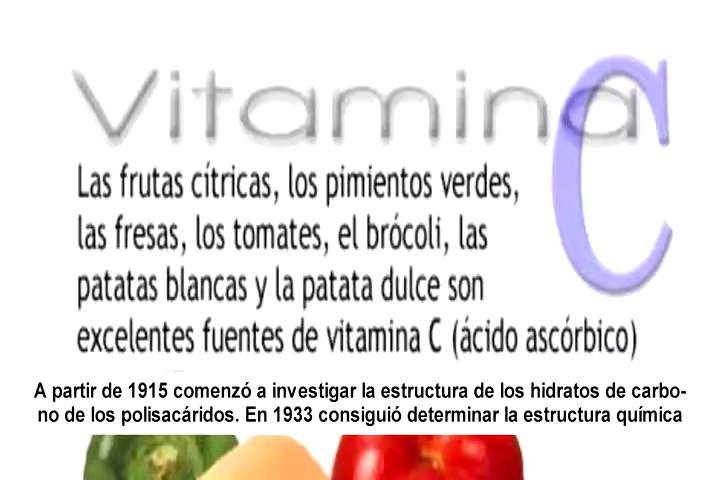 Vitamina C
Las frutas cítricas, los pimientos verdes,
las fresas, los tomates, el brócoli, las
patatas blancas y la patata dulce son
excelentes fuentes de vitamina C (ácido ascórbico)
A partir de 1915 comenzó a investigar la estructura de los hidratos de carbo-
no de los polisacáridos. En 1933 consiguió determinar la estructura química